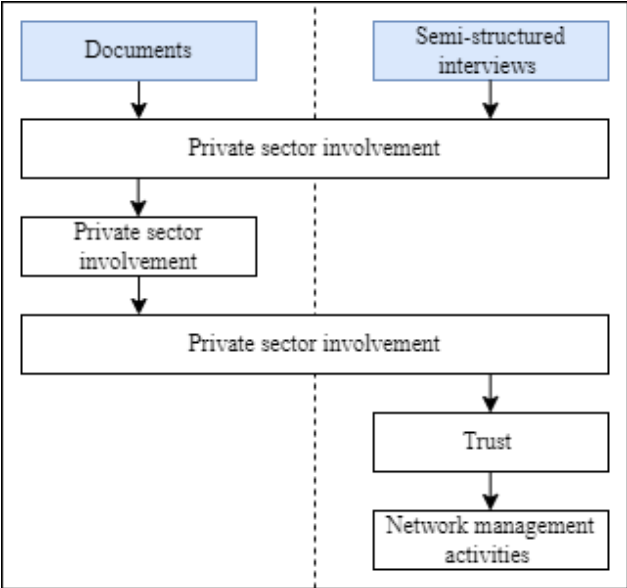 Documents
Semi-structured
interviews
Private sector involvement
Private sector
involvement
Private sector involvement
Trust
Network management
activities